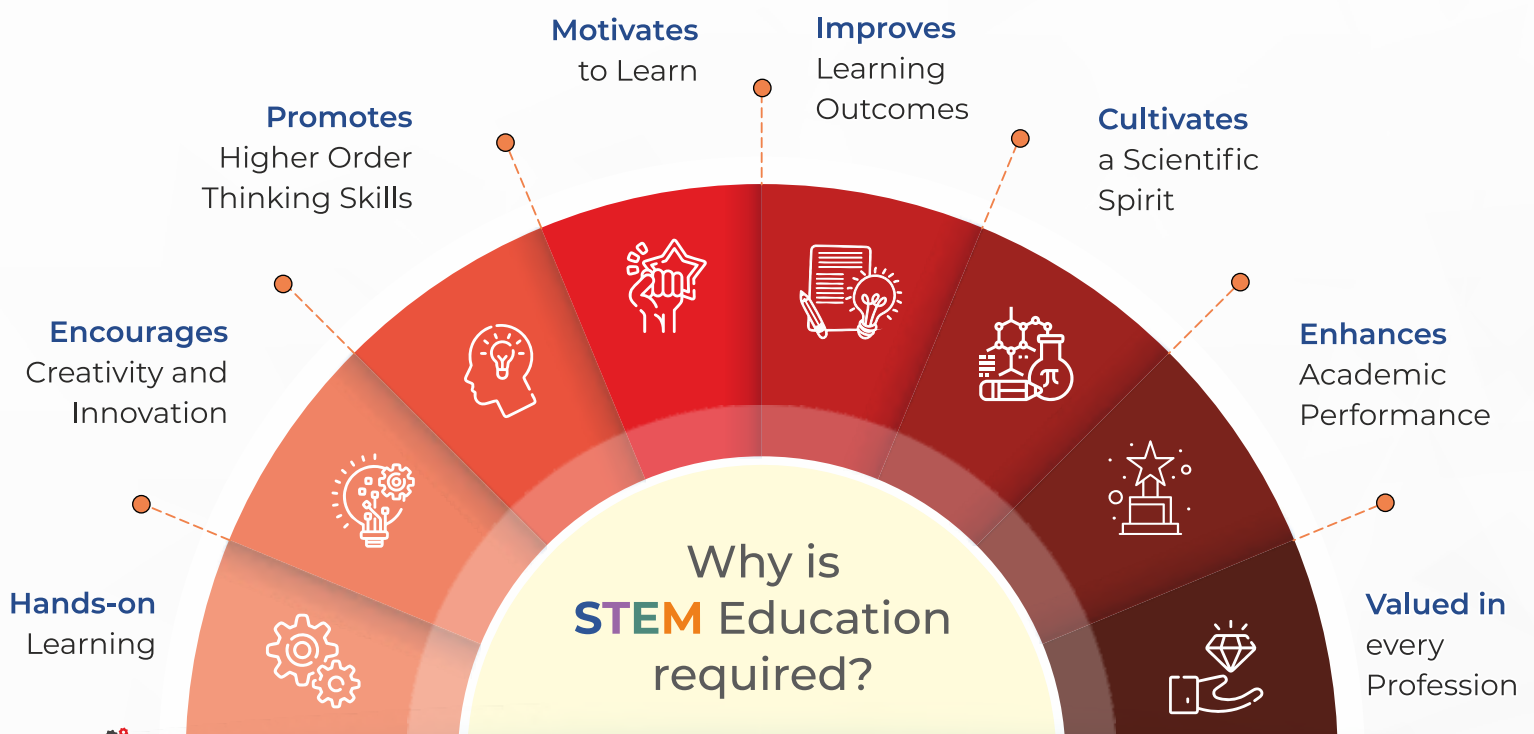 Motivates
to Learn
Improves
Learning
Outcomes
Promotes
Higher Order
Thinking Skills
Cultivates
a Scientific
Spirit
Encourages
Creativity and
Innovation
Enhances
Academic
Performance
Hands-on
Learning
Valued in
every
Profession
Why is
STEM Education
required?
π